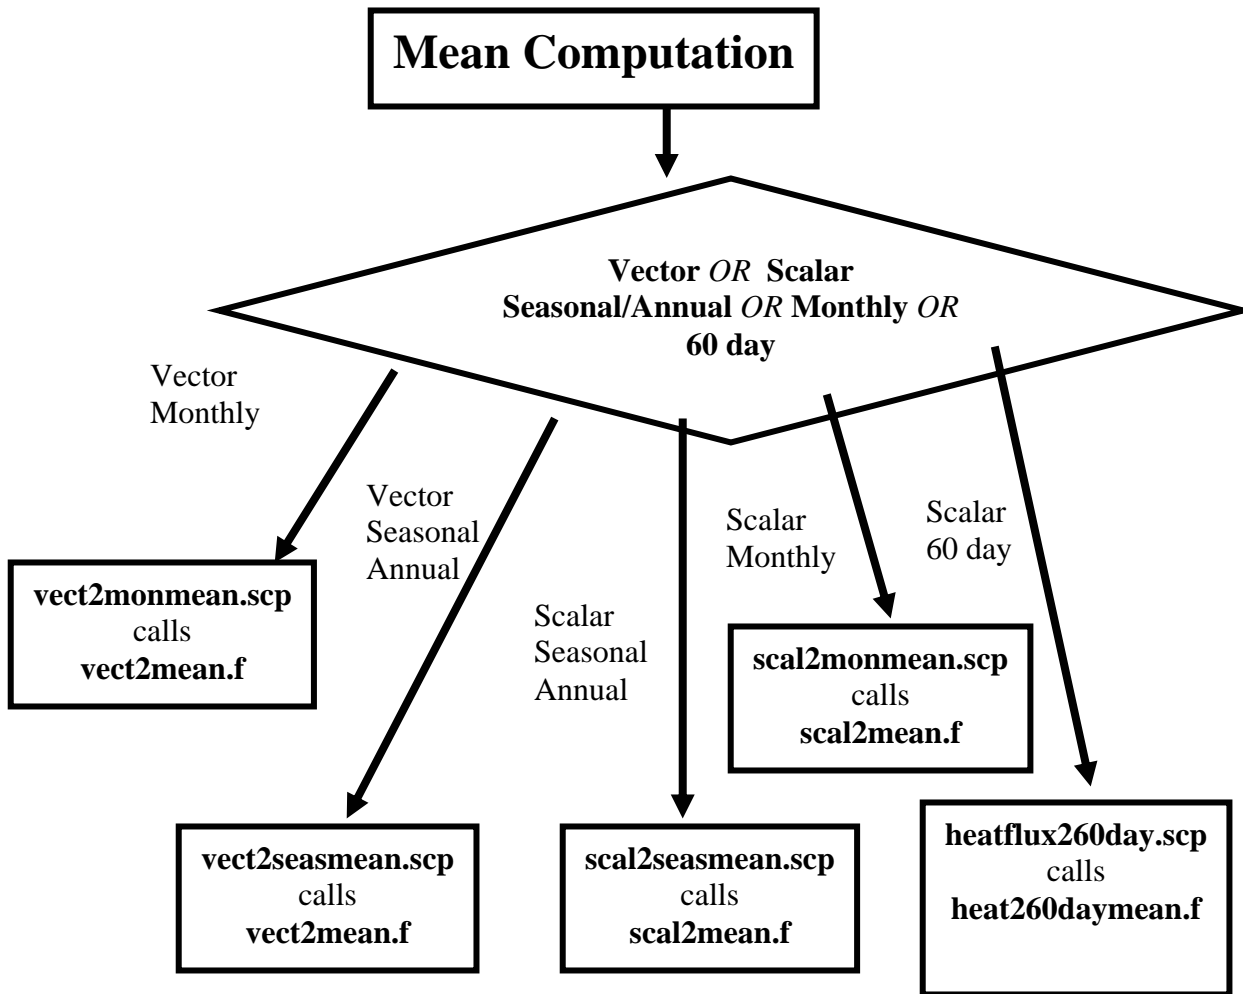 Mean Computation
Vector OR Scalar
Seasonal/Annual OR Monthly OR
60 day
Vector
Monthly
Vector
Seasonal
Annual
Scalar
Seasonal
Annual
Scalar
Monthly
Scalar
60 day
vect2monmean.scp
calls
vect2mean.f
vect2seasmean.scp
calls
vect2mean.f
scal2seasmean.scp
calls
scal2mean.f
scal2monmean.scp
calls
scal2mean.f
heatflux260day.scp
calls
heat260daymean.f